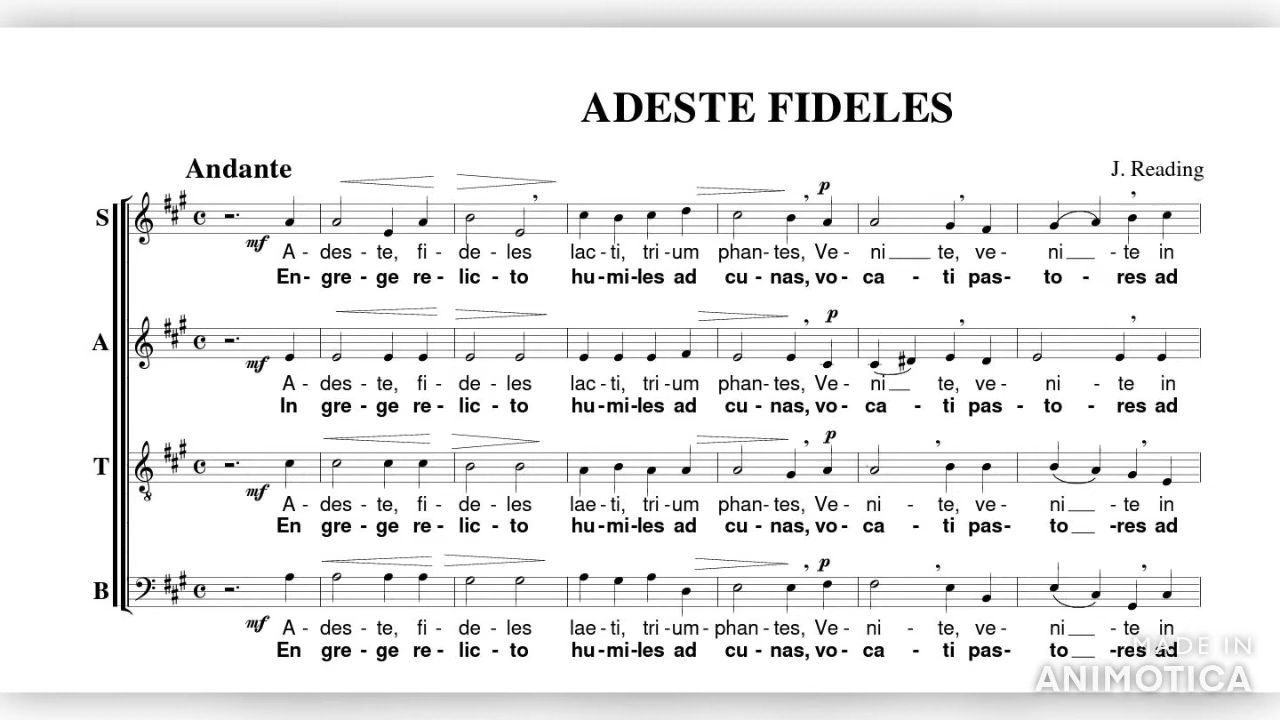 ADESTE FIDELES
Andante
J. Reading
S
p
mf
A - des - te, fi - de - les lac - ti, tri - um phan - tes, Ve - ni te, ve - ni - te in
En - gre - ge re - lic - to hu - mi - les ad cu - nas, vo - ca - ti pas - to - res ad
A
p
mf
A - des - te, fi - de - les lac - ti, tri - um phan - tes, Ve - ni te, ve - ni - te in
In gre - ge re - lic - to hu - mi - les ad cu - nas, vo - ca - ti pas - to - res ad
T
p
mf
A - des - te, fi - de - les lae - ti, tri - um phan - tes, Ve - ni - te, ve - ni - te in
En gre - ge re - lic - to hu - mi - les ad cu - nas, vo - ca - ti pas - to - res ad
B
p
mf
A - des - te, fi - de - les lae - ti, tri - um - phan - tes, Ve - ni - te, ve - ni - te in
En gre - ge re - lic - to hu - mi - les ad cu - nas, vo - ca - ti pas - to - res ad
MADE IN
ANIMOTICA